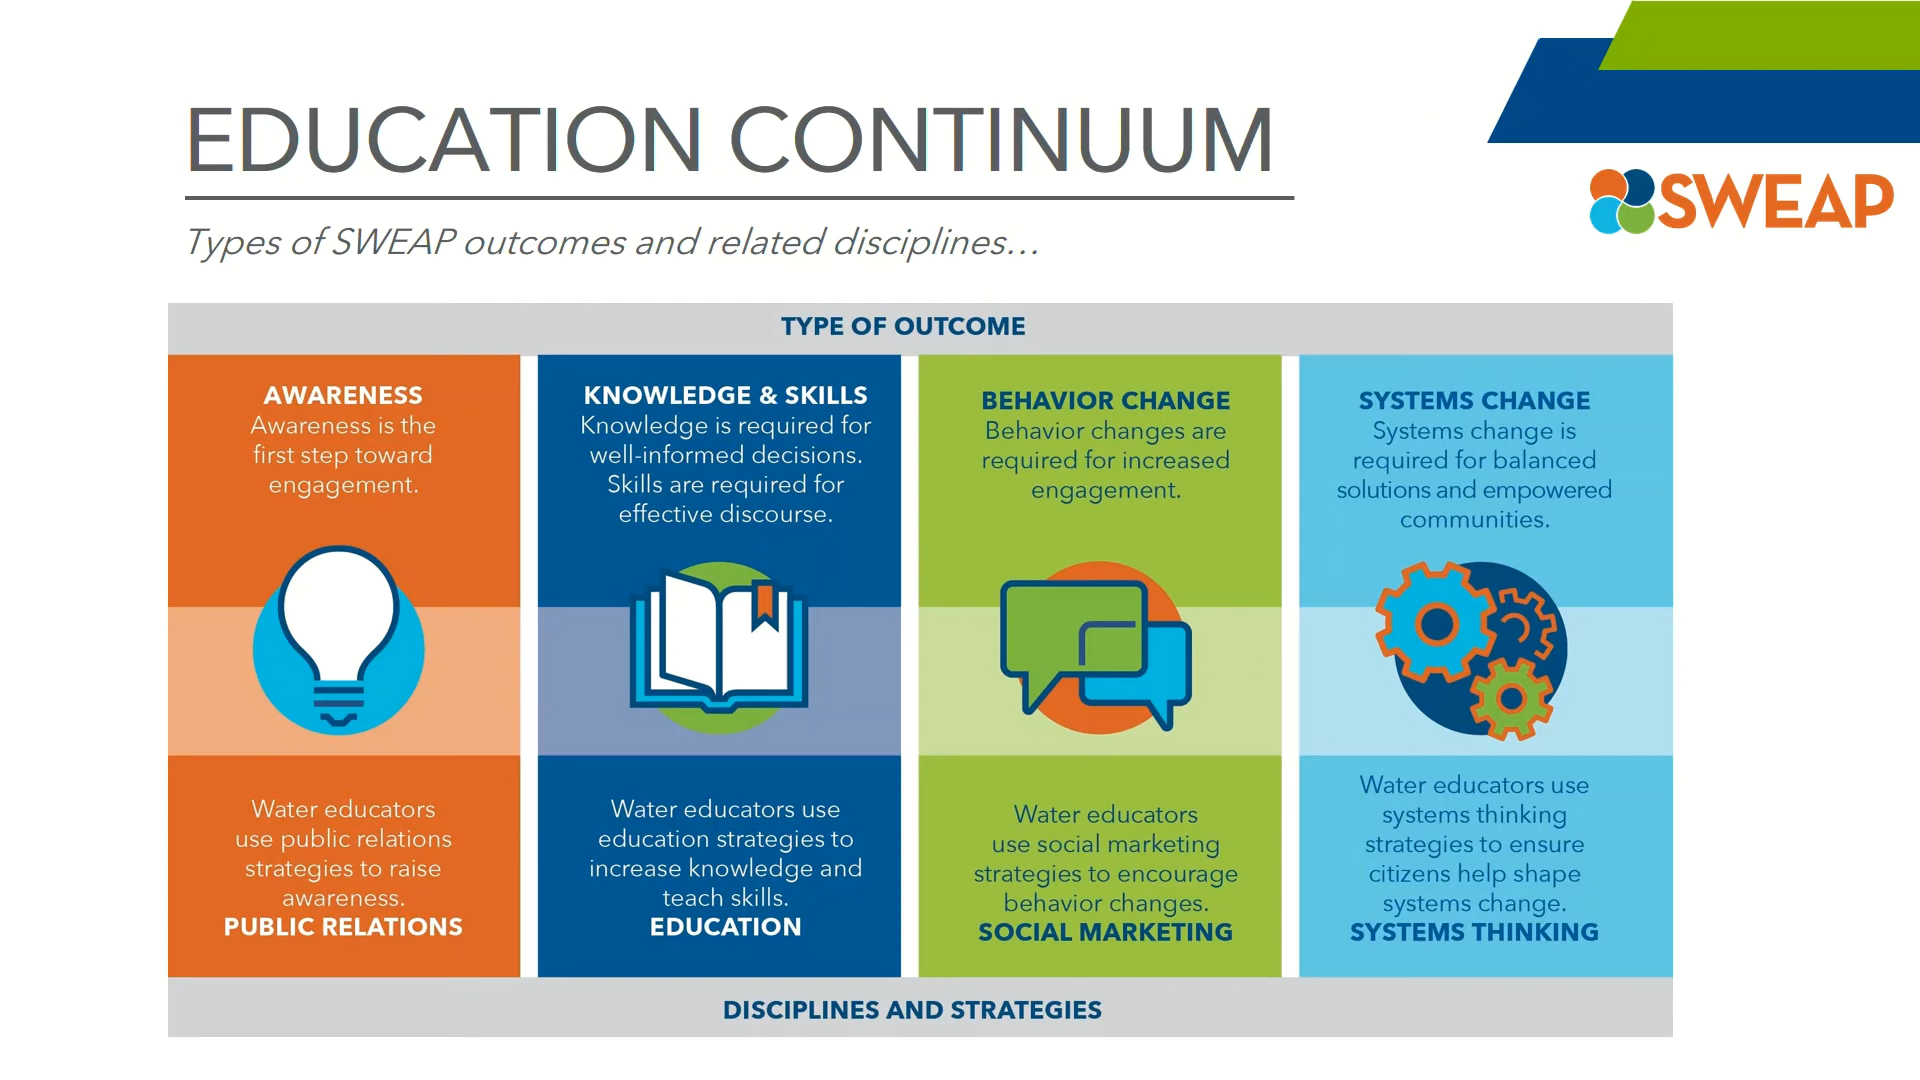 EDUCATION CONTINUUM
SWEAP
Types of SWEAP outcomes and related disciplines...
TYPE OF OUTCOME
AWARENESS
Awareness is the
first step toward
engagement.
KNOWLEDGE & SKILLS
Knowledge is required for
well-informed decisions.
Skills are required for
effective discourse.
BEHAVIOR CHANGE
Behavior changes are
required for increased
engagement.
SYSTEMS CHANGE
Systems change is
required for balanced
solutions and empowered
communities.
Water educators
use public relations
strategies to raise
awareness.
PUBLIC RELATIONS
Water educators use
education strategies to
increase knowledge and
teach skills.
EDUCATION
Water educators
use social marketing
strategies to encourage
behavior changes.
SOCIAL MARKETING
Water educators use
systems thinking
strategies to ensure
citizens help shape
systems change.
SYSTEMS THINKING
DISCIPLINES AND STRATEGIES